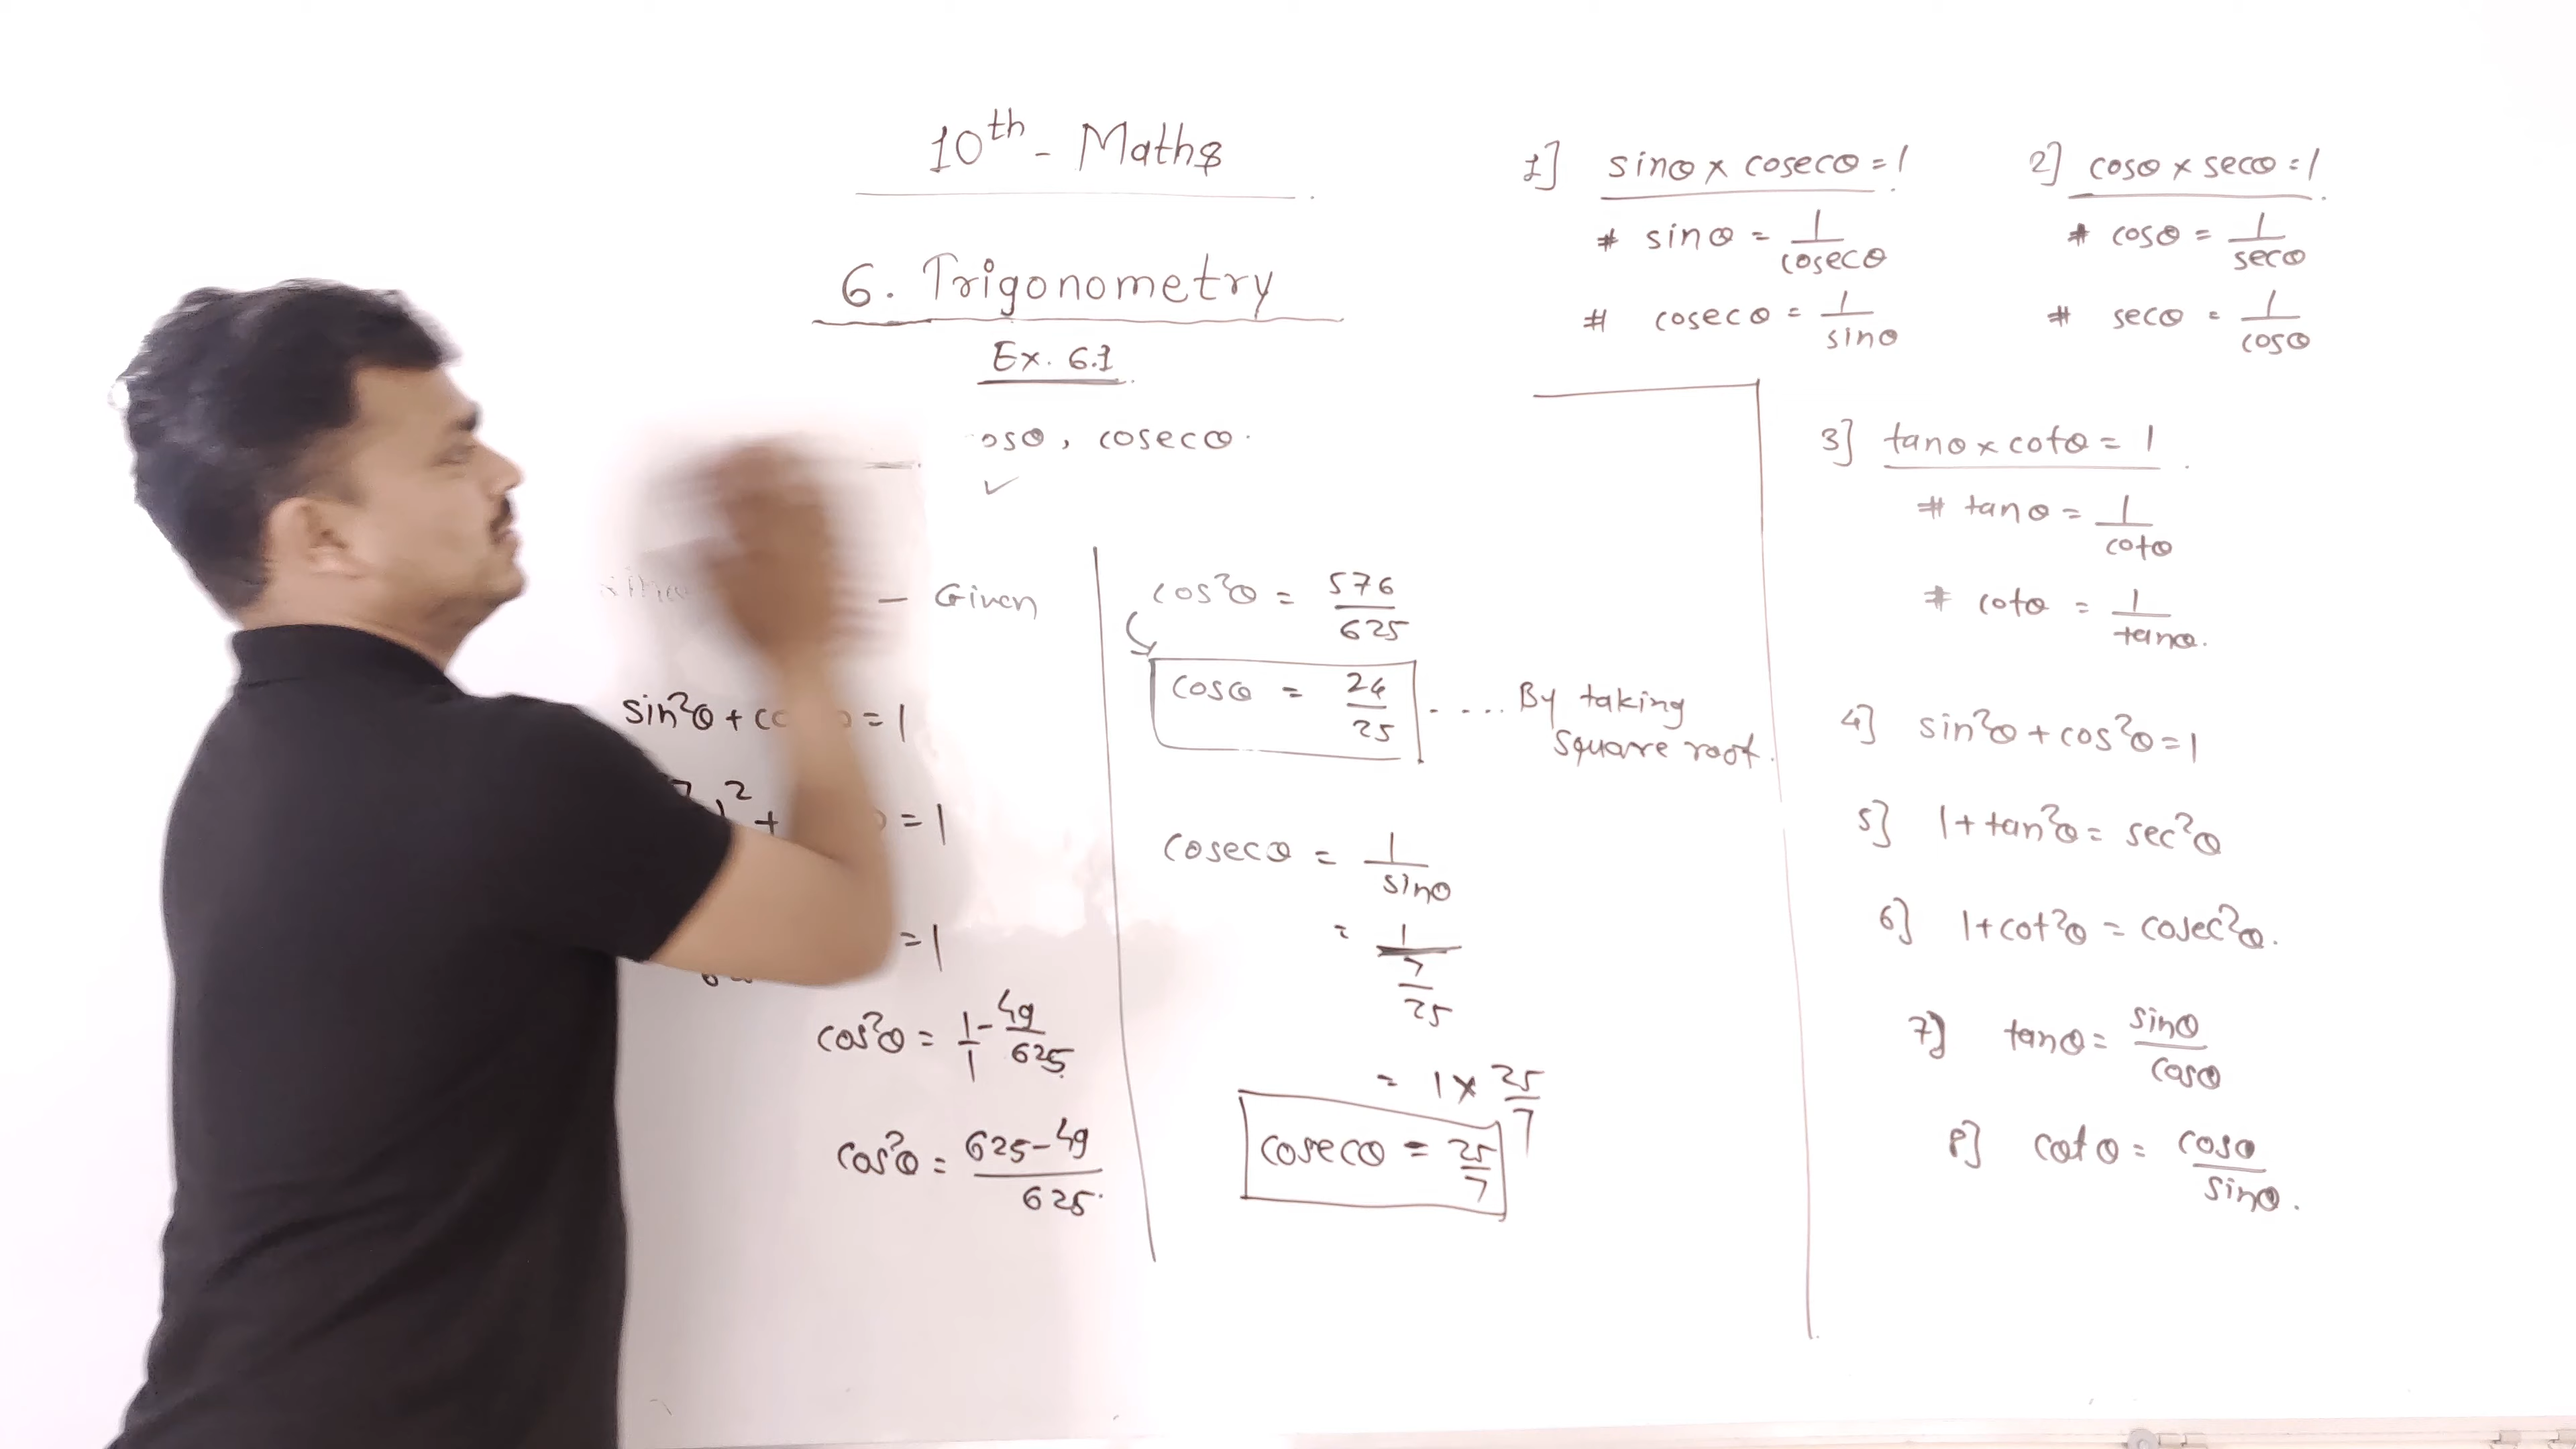 10th - Maths
6. Trigonometry
Ex. 6.1
osθ, cosecθ.
✓
— Given
sin²θ + co θ = 1
² + θ = 1
= 1
cos²θ = 1/1 - 49/625
cos²θ = 625-49/625.
cos²θ = 576/625
cosθ = 24/25 .... By taking
square root.
cosecθ = 1/sinθ
= 1/7/25
= 1 × 25/7
cosecθ = 25/7
1] sinθ × cosecθ = 1
# sinθ = 1/cosecθ
# cosecθ = 1/sinθ
2] cosθ × secθ = 1
# cosθ = 1/secθ
# secθ = 1/cosθ
3] tanθ × cotθ = 1
# tanθ = 1/cotθ
# cotθ = 1/tanθ.
4] sin²θ + cos²θ = 1
5] 1 + tan²θ = sec²θ
6] 1 + cot²θ = cosec²θ.
7] tanθ = sinθ/cosθ
8] cotθ = cosθ/sinθ.